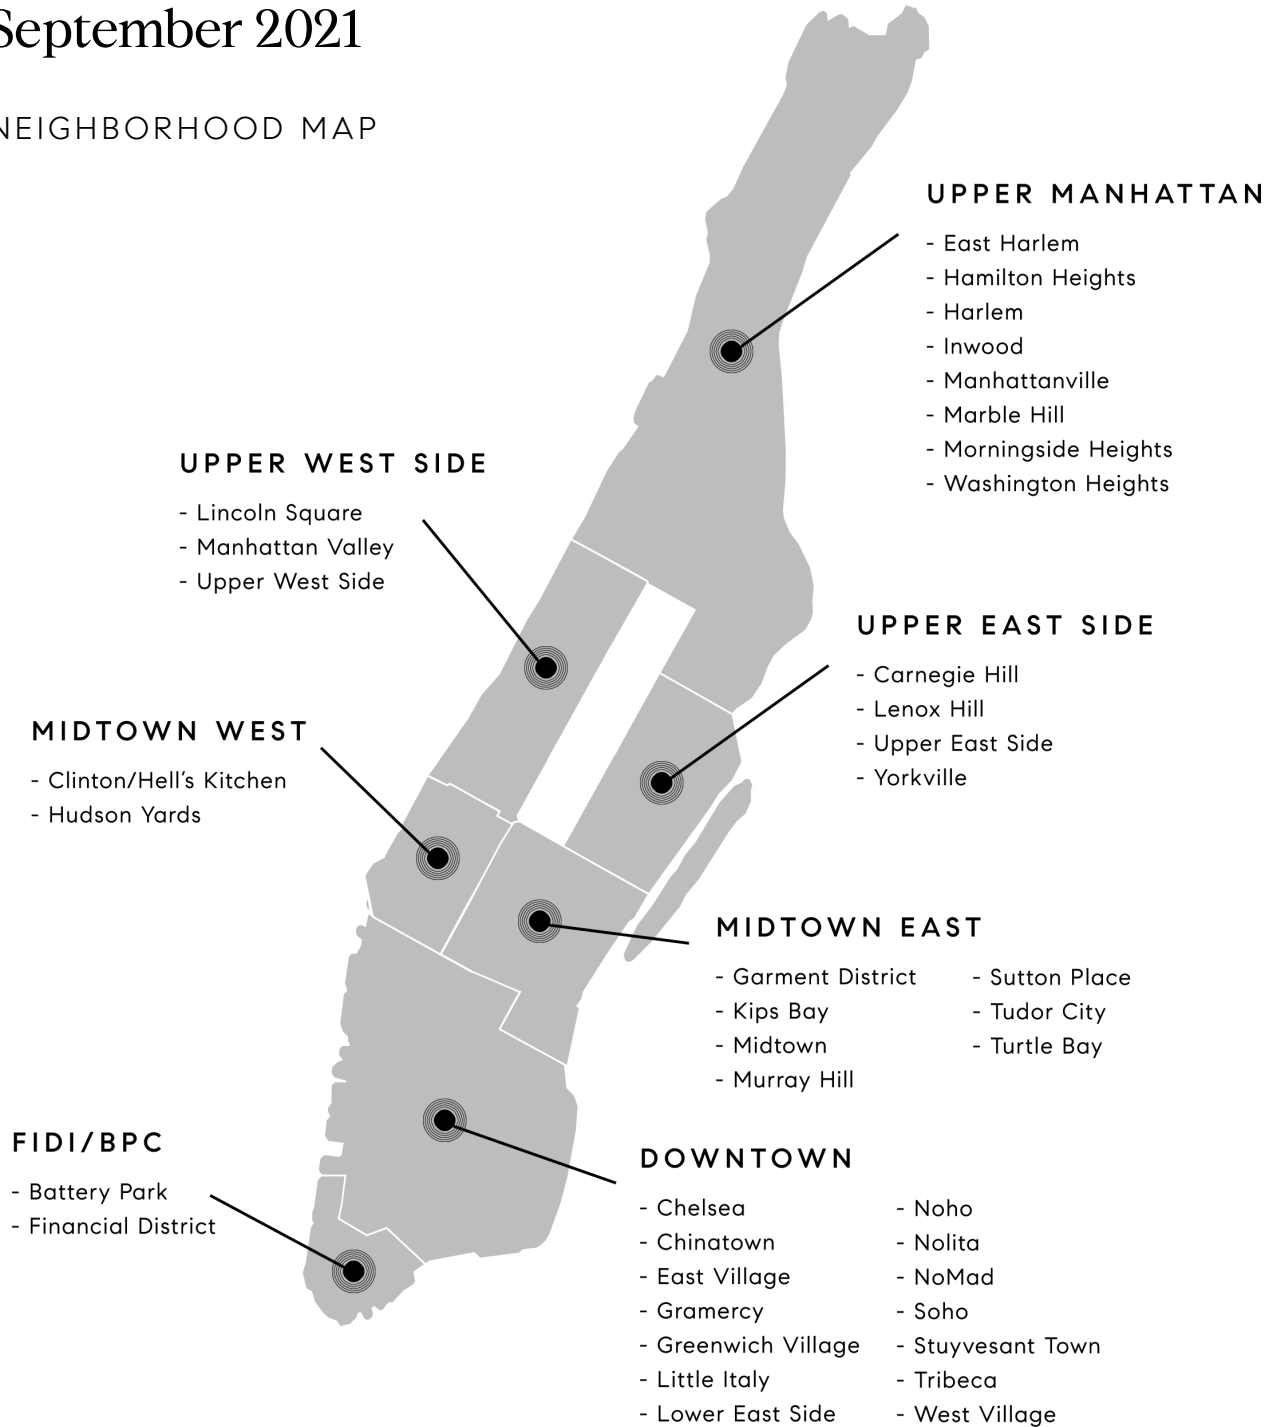 September 2021
NEIGHBORHOOD MAP
UPPER MANHATTAN
- East Harlem
- Hamilton Heights
- Harlem
- Inwood
- Manhattanville
- Marble Hill
- Morningside Heights
- Washington Heights
UPPER WEST SIDE
- Lincoln Square
- Manhattan Valley
- Upper West Side
UPPER EAST SIDE
- Carnegie Hill
- Lenox Hill
- Upper East Side
- Yorkville
MIDTOWN WEST
- Clinton/Hell’s Kitchen
- Hudson Yards
MIDTOWN EAST
- Garment District
- Kips Bay
- Midtown
- Murray Hill
- Sutton Place
- Tudor City
- Turtle Bay
FIDI/BPC
- Battery Park
- Financial District
DOWNTOWN
- Chelsea
- Chinatown
- East Village
- Gramercy
- Greenwich Village
- Little Italy
- Lower East Side
- Noho
- Nolita
- NoMad
- Soho
- Stuyvesant Town
- Tribeca
- West Village